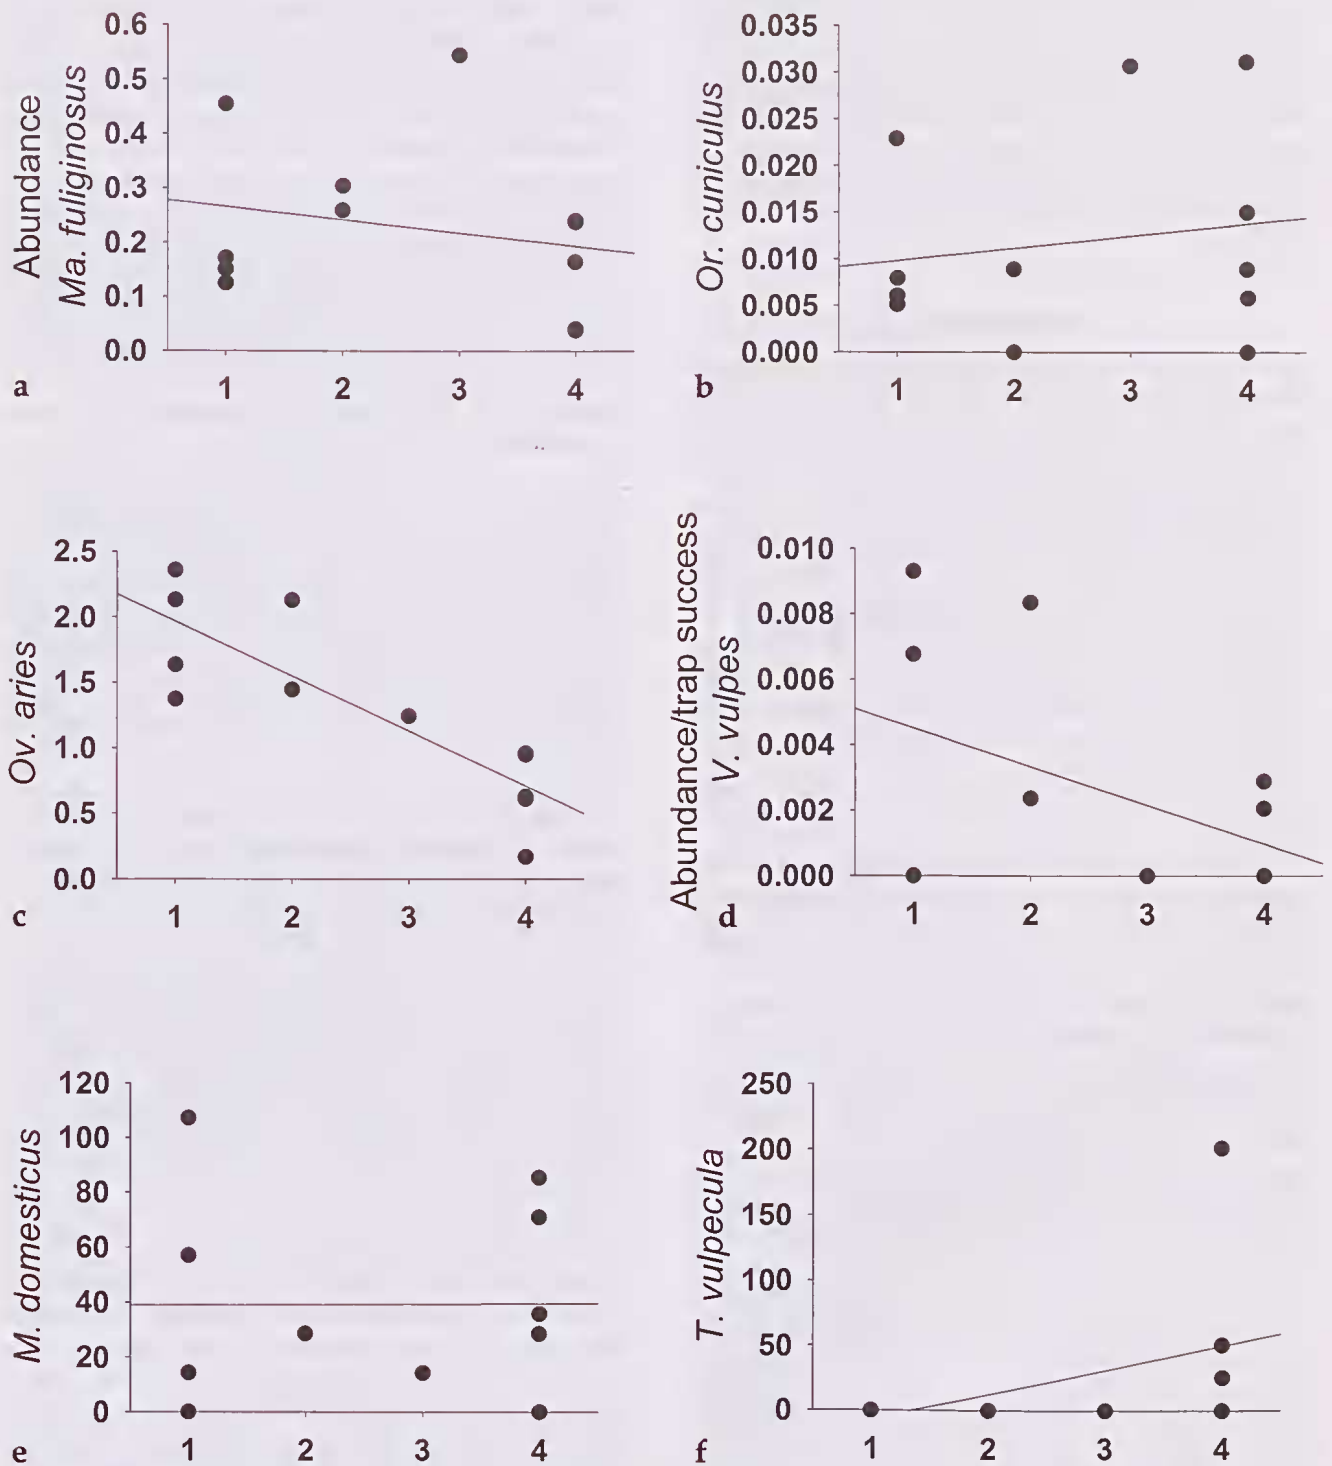 Abundance
Ma. fuliginosus
0.6
0.5
0.4
0.3
0.2
0.1
0.0
1 2 3 4
a
Or. cuniculus
0.035
0.030
0.025
0.020
0.015
0.010
0.005
0.000
1 2 3 4
b
Ov. aries
2.5
2.0
1.5
1.0
0.5
0.0
1 2 3 4
c
Abundance/trap success
V. vulpes
0.010
0.008
0.006
0.004
0.002
0.000
1 2 3 4
d
M. domesticus
120
100
80
60
40
20
0
1 2 3 4
e
T. vulpecula
250
200
150
100
50
0
1 2 3 4
f